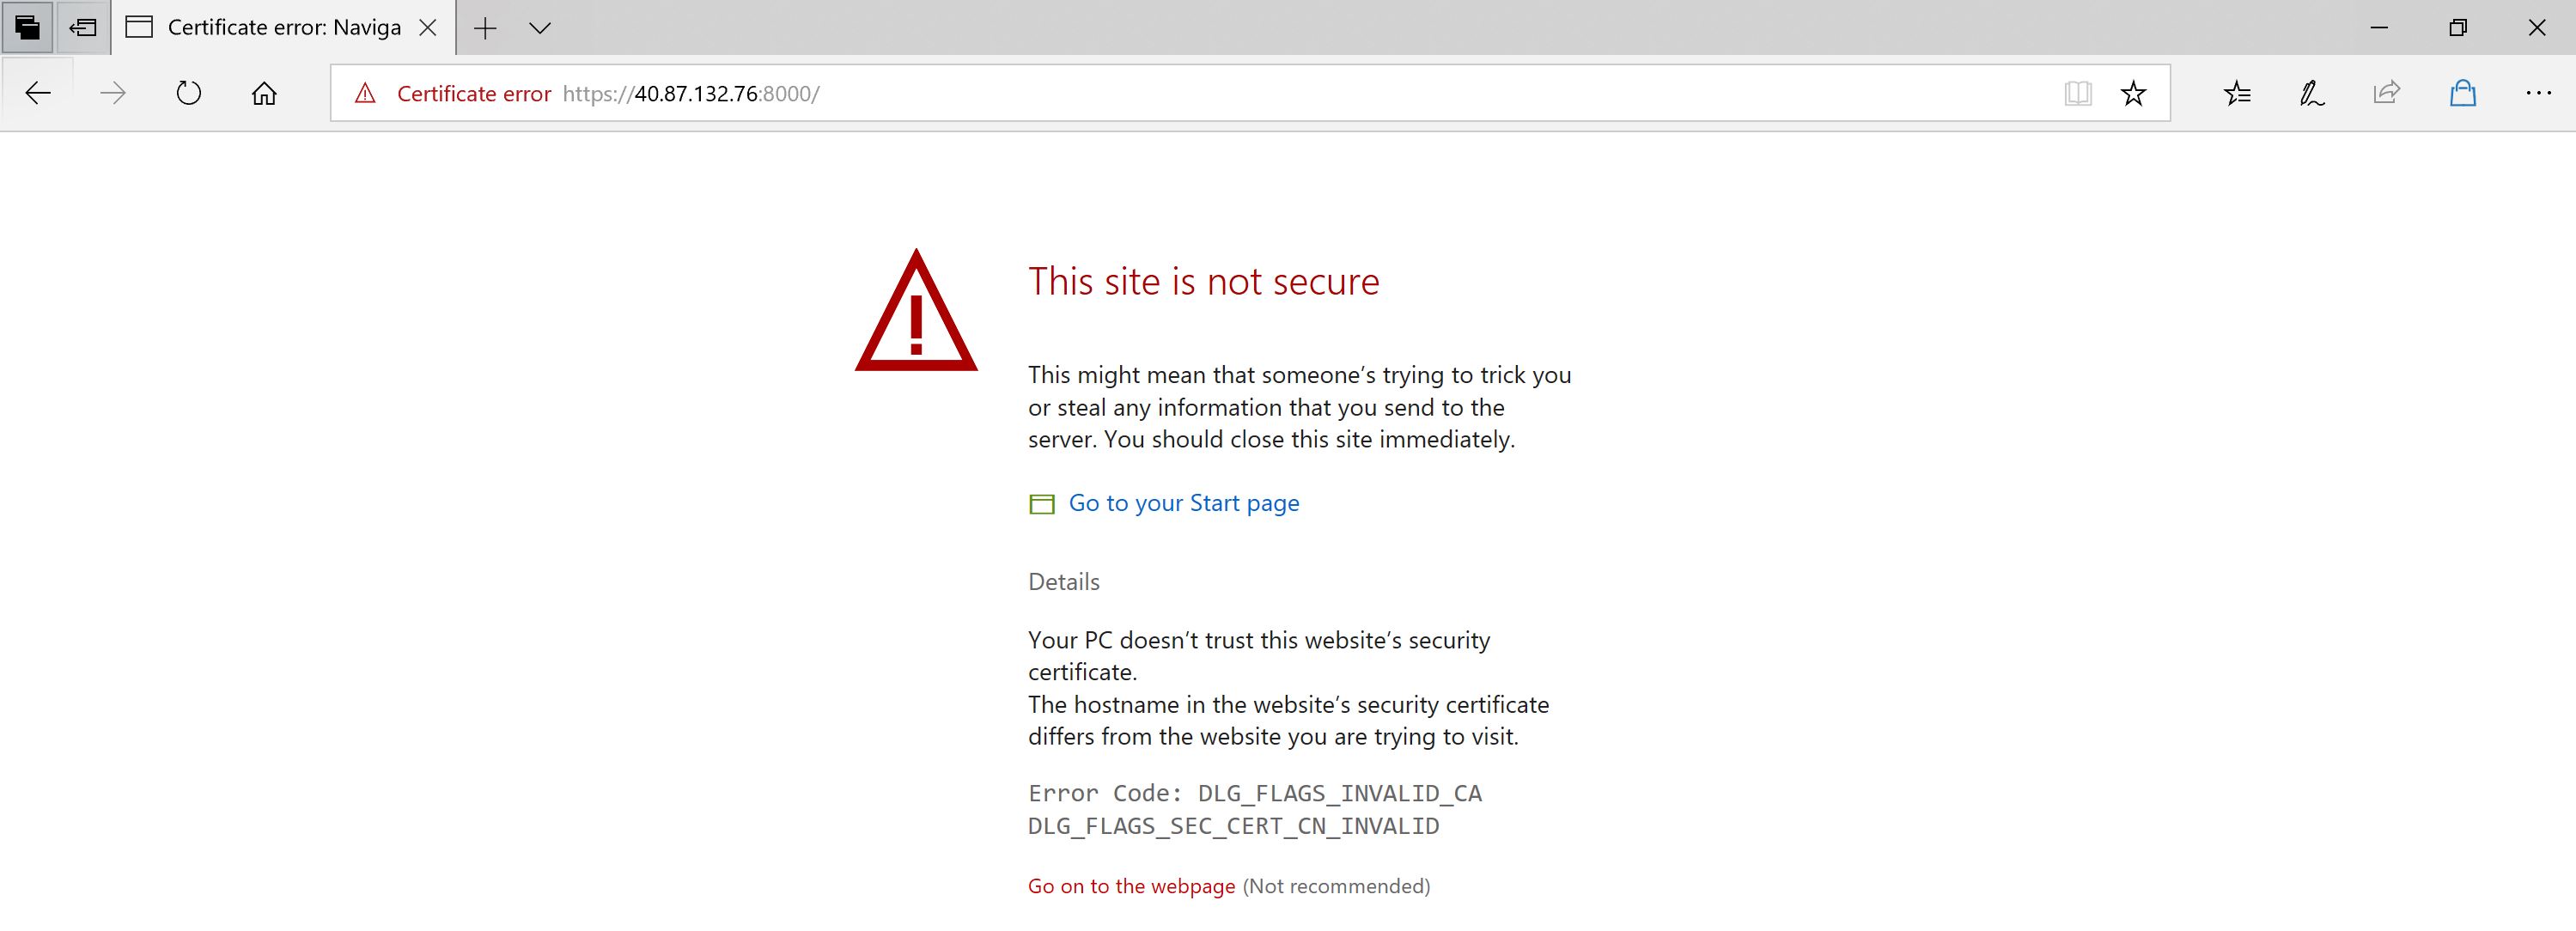 Certificate error: Naviga
Certificate error https://40.87.132.76:8000/
This site is not secure
This might mean that someone’s trying to trick you
or steal any information that you send to the
server. You should close this site immediately.
Go to your Start page
Details
Your PC doesn’t trust this website’s security
certificate.
The hostname in the website’s security certificate
differs from the website you are trying to visit.
Error Code: DLG_FLAGS_INVALID_CA
DLG_FLAGS_SEC_CERT_CN_INVALID
Go on to the webpage (Not recommended)